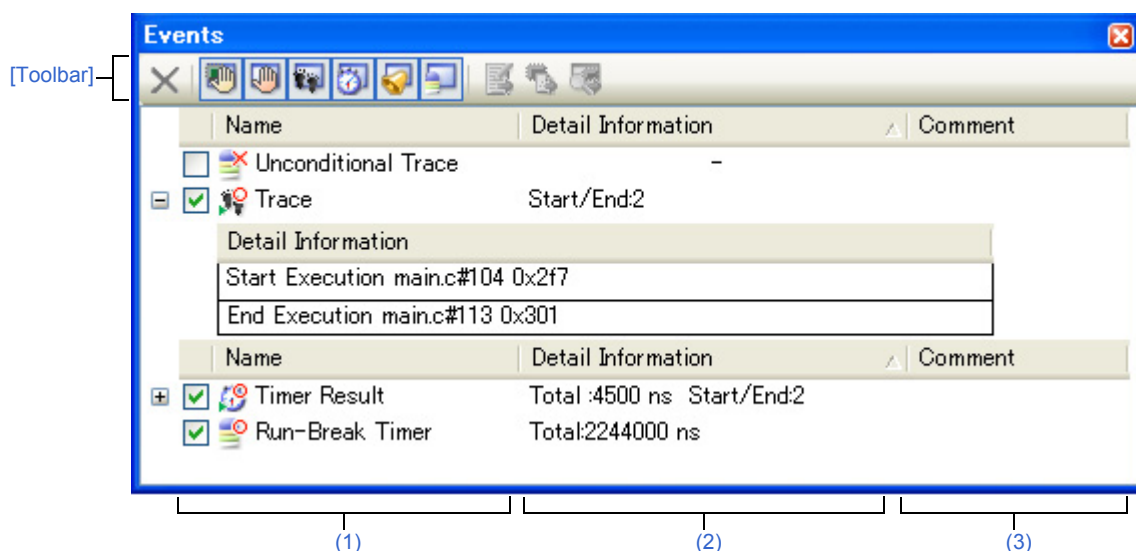 Events
[Toolbar]
Name Detail Information Comment
Unconditional Trace -
Trace Start/End:2
Detail Information
Start Execution main.c#104 0x2f7
End Execution main.c#113 0x301
Name Detail Information Comment
Timer Result Total :4500 ns Start/End:2
Run-Break Timer Total:2244000 ns
(1) (2) (3)